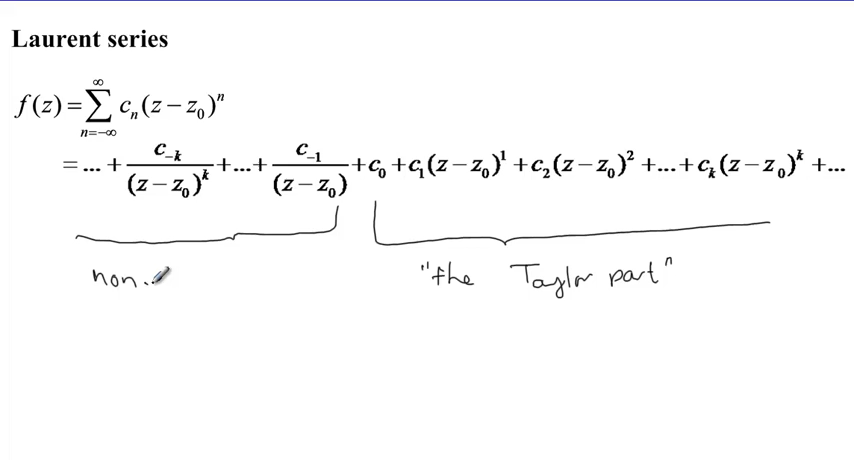 Laurent series
f(z) = ∑_{n=-∞}^{∞} c_n(z - z_0)^n
= ... + c_{-k}/(z - z_0)^k + ... + c_{-1}/(z - z_0) + c_0 + c_1(z - z_0)^1 + c_2(z - z_0)^2 + ... + c_k(z - z_0)^k + ...
non. "the Taylor part"